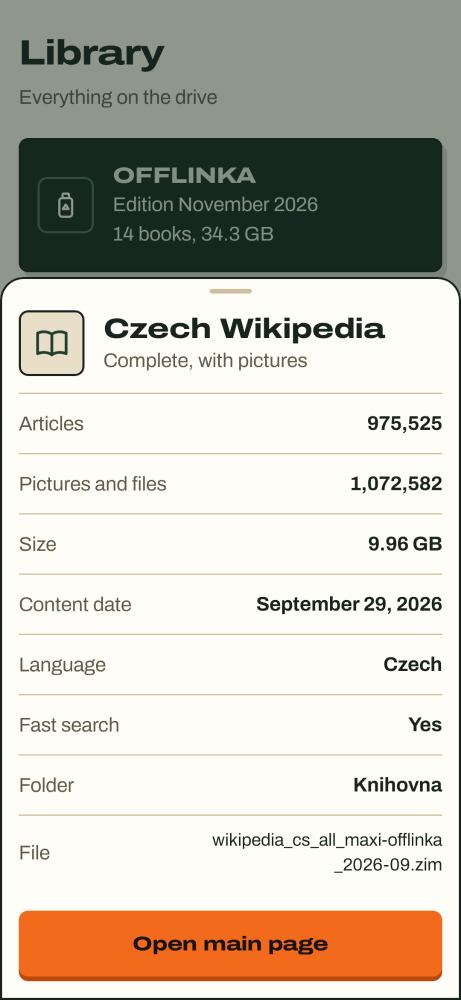 Library
Everything on the drive
OFFLINKA
Edition November 2026
14 books, 34.3 GB
Czech Wikipedia
Complete, with pictures
Articles 975,525
Pictures and files 1,072,582
Size 9.96 GB
Content date September 29, 2026
Language Czech
Fast search Yes
Folder Knihovna
File wikipedia_cs_all_maxi-offlinka
_2026-09.zim
Open main page